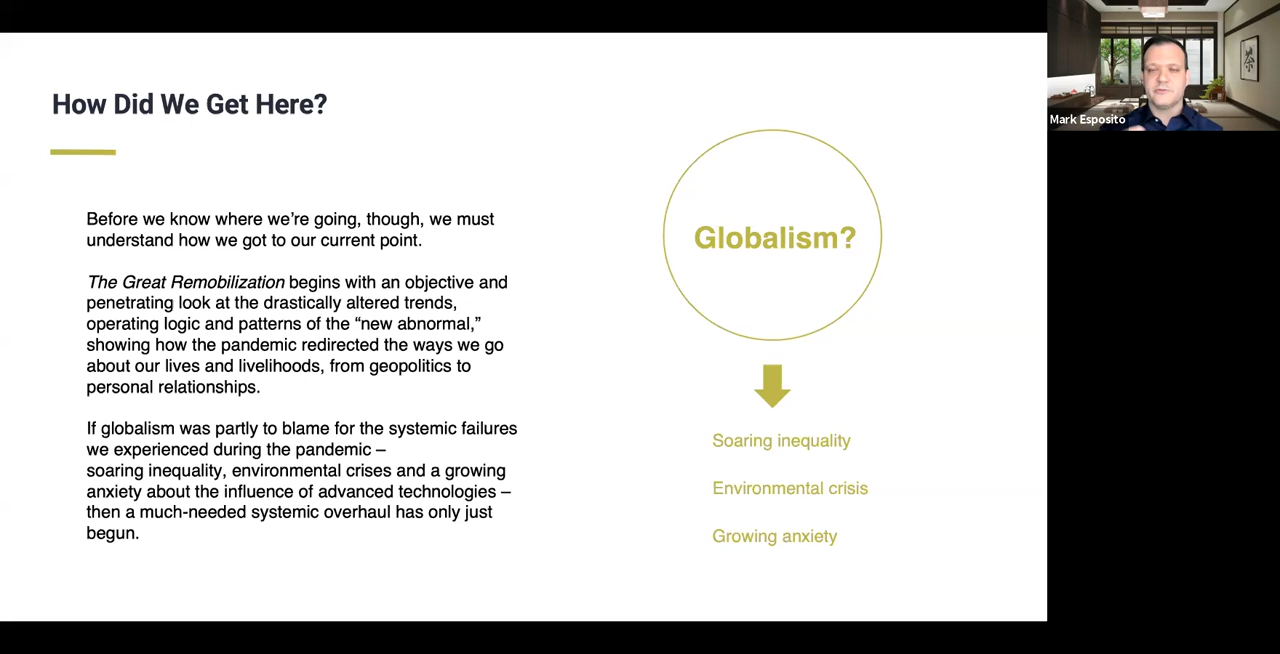 How Did We Get Here?
Before we know where we’re going, though, we must
understand how we got to our current point.
The Great Remobilization begins with an objective and
penetrating look at the drastically altered trends,
operating logic and patterns of the “new abnormal,”
showing how the pandemic redirected the ways we go
about our lives and livelihoods, from geopolitics to
personal relationships.
If globalism was partly to blame for the systemic failures
we experienced during the pandemic –
soaring inequality, environmental crises and a growing
anxiety about the influence of advanced technologies –
then a much-needed systemic overhaul has only just
begun.
Globalism?
Soaring inequality
Environmental crisis
Growing anxiety
Mark Esposito
茶